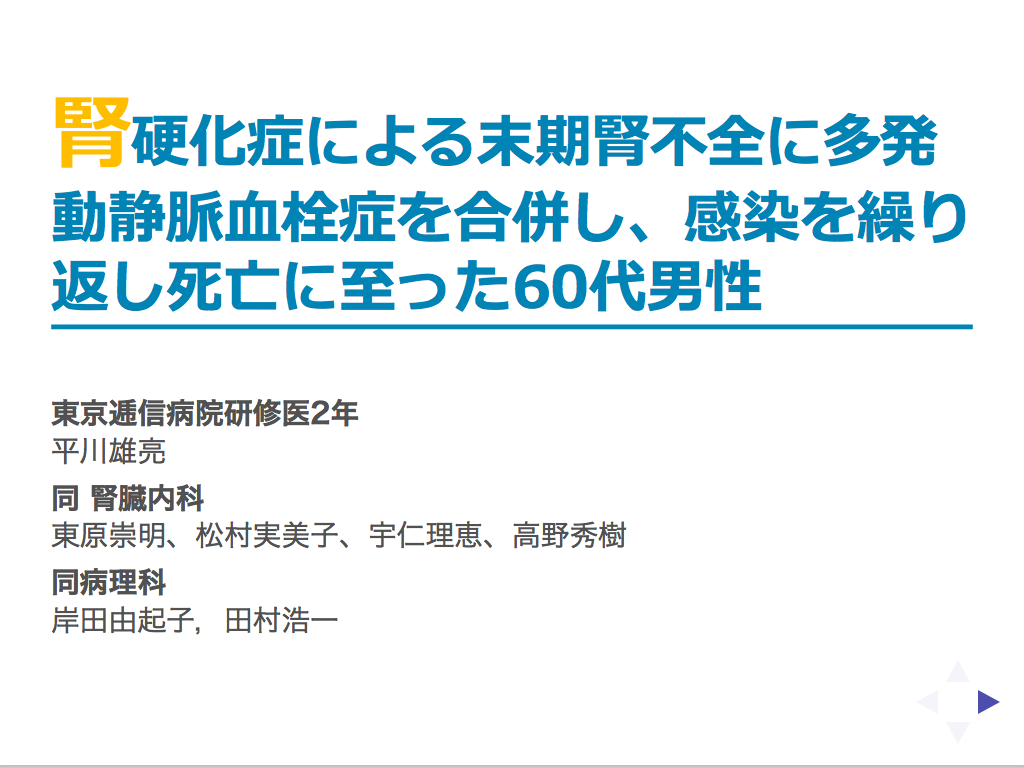 腎硬化症による末期腎不全に多発
動静脈血栓症を合併し、感染を繰り
返し死亡に至った60代男性
東京逓信病院研修医2年
平川雄亮
同 腎臓内科
東原崇明、松村実美子、宇仁理恵、高野秀樹
同病理科
岸田由起子，田村浩一